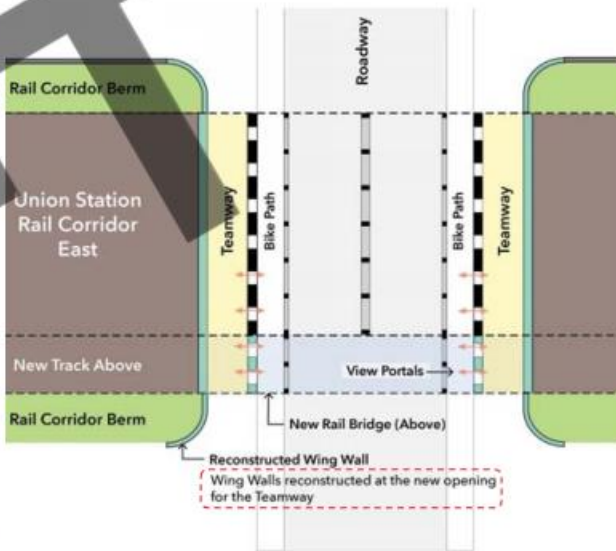 Roadway
Rail Corridor Berm
Union Station
Rail Corridor
East
Teamway
Bike Path
Bike Path
Teamway
New Track Above
View Portals
Rail Corridor Berm
New Rail Bridge (Above)
Reconstructed Wing Wall
Wing Walls reconstructed at the new opening
for the Teamway